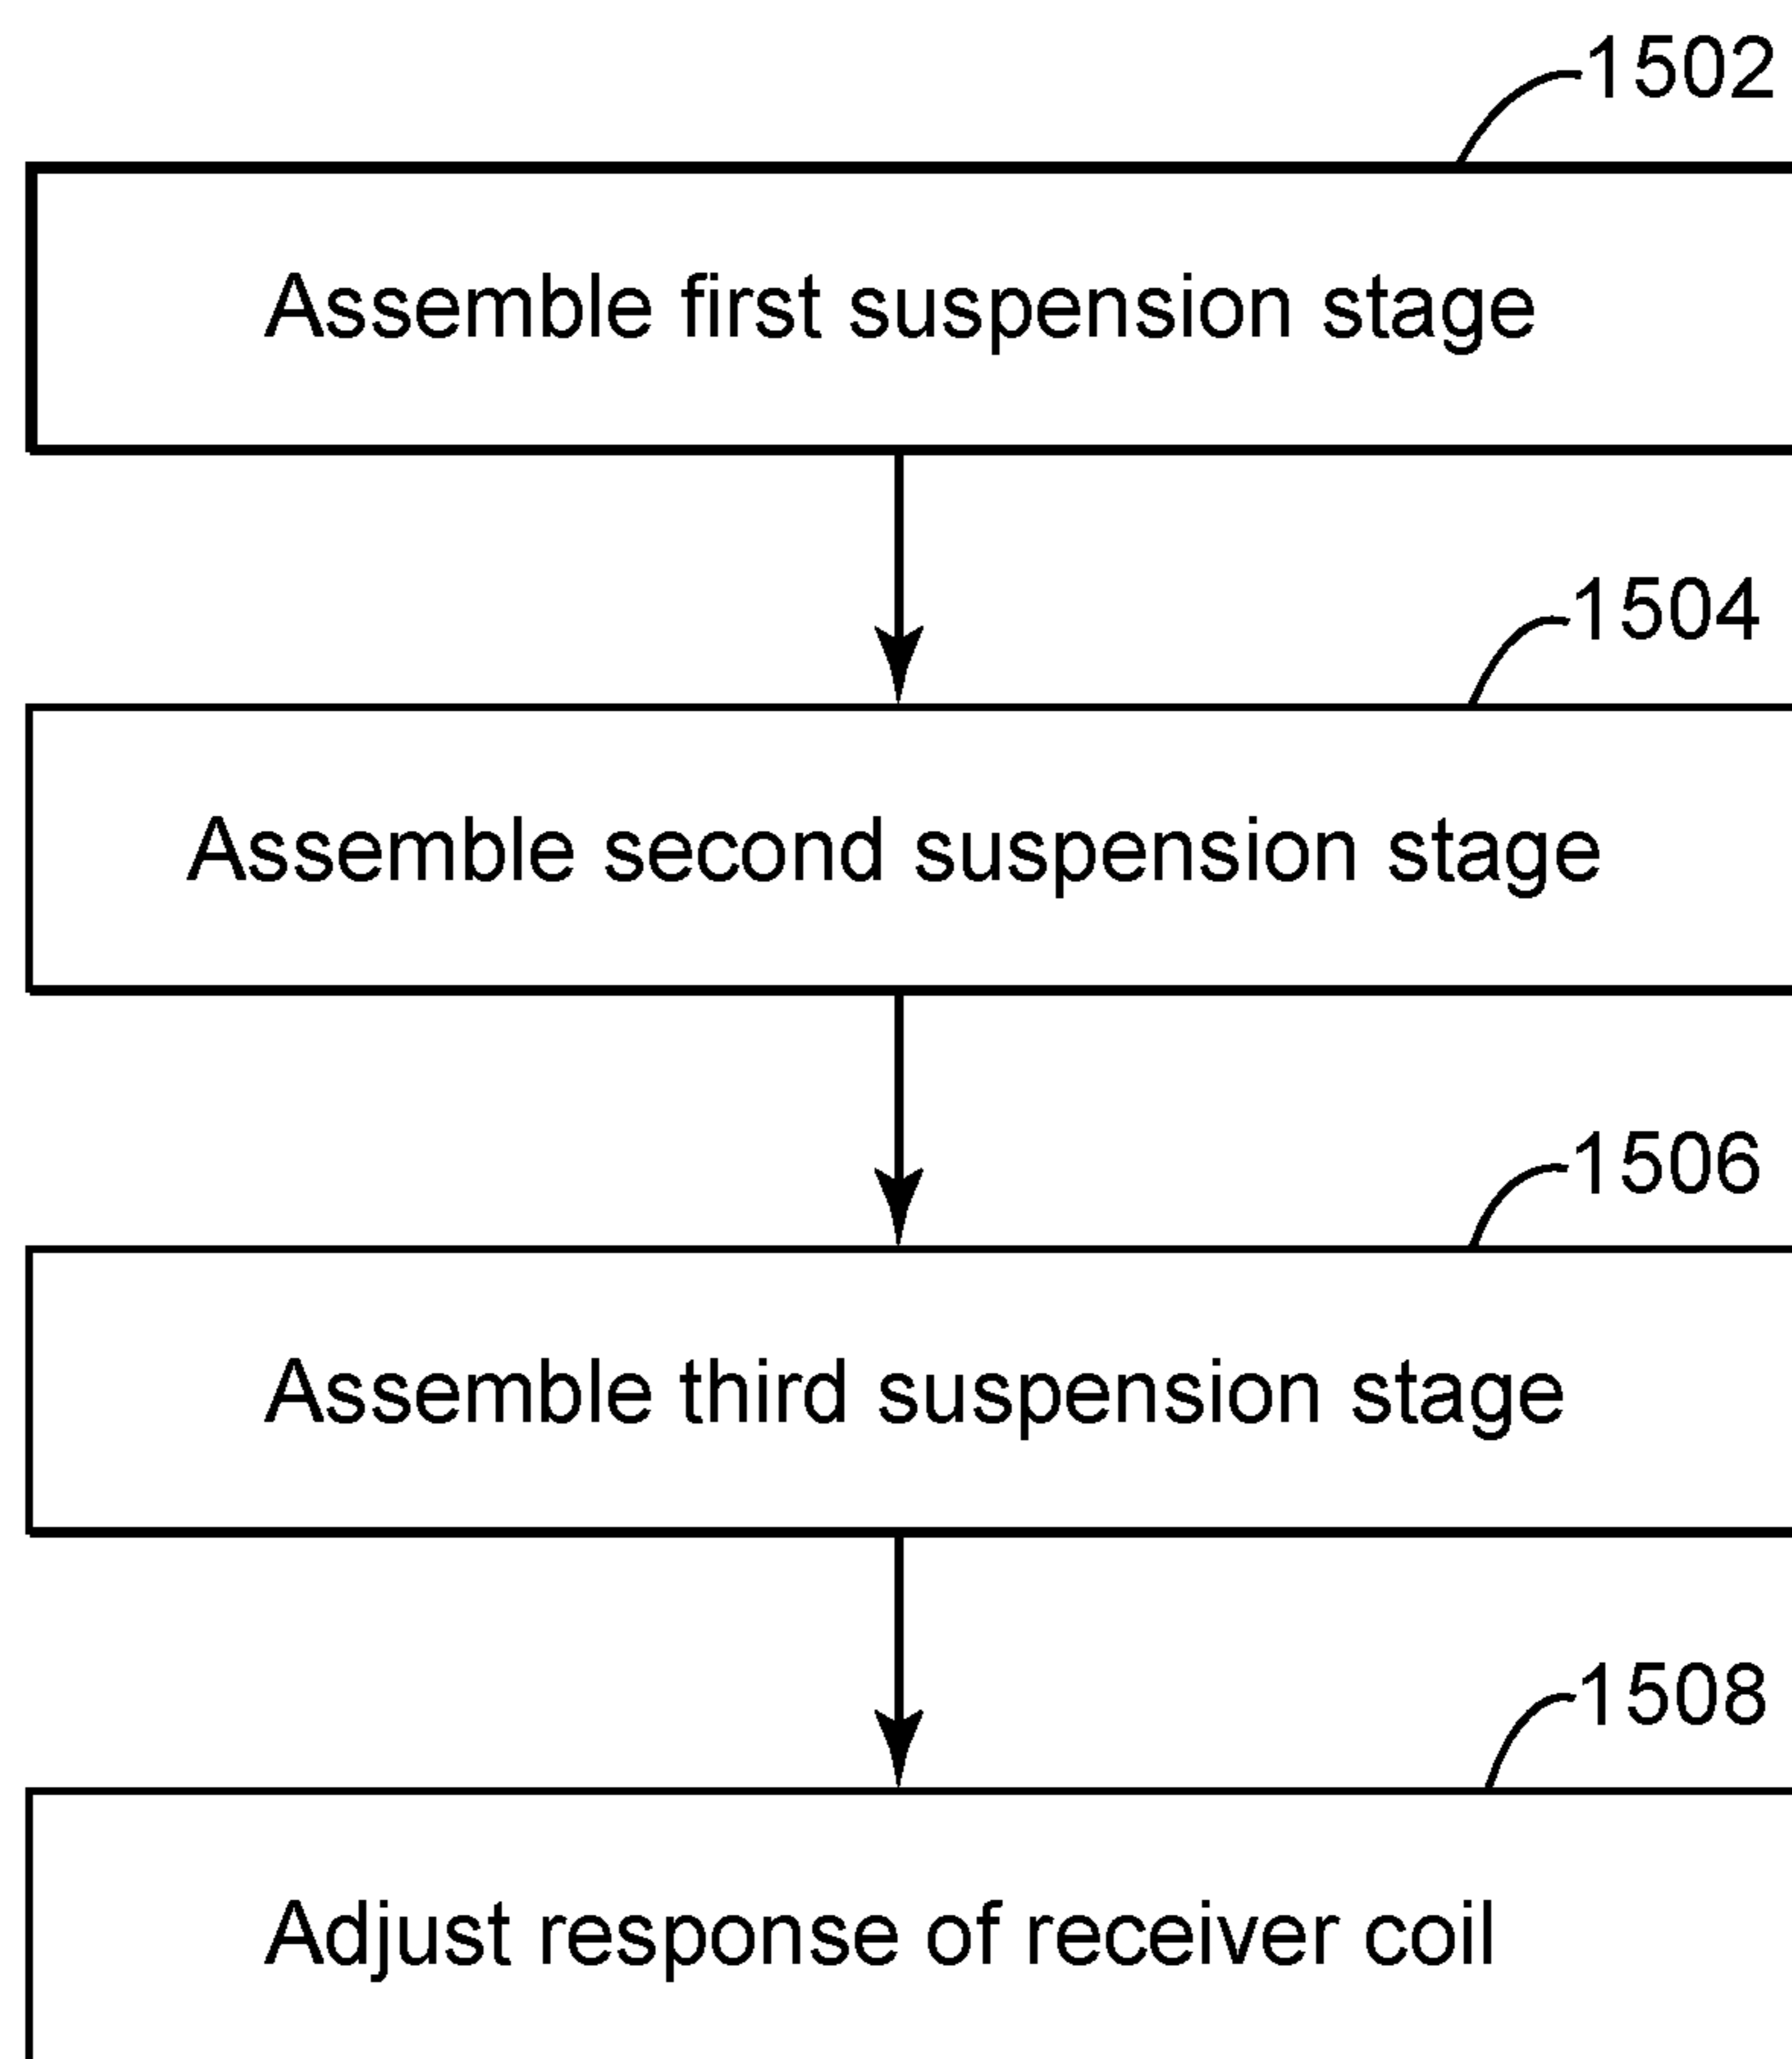 1502
Assemble first suspension stage
1504
Assemble second suspension stage
1506
Assemble third suspension stage
1508
Adjust response of receiver coil